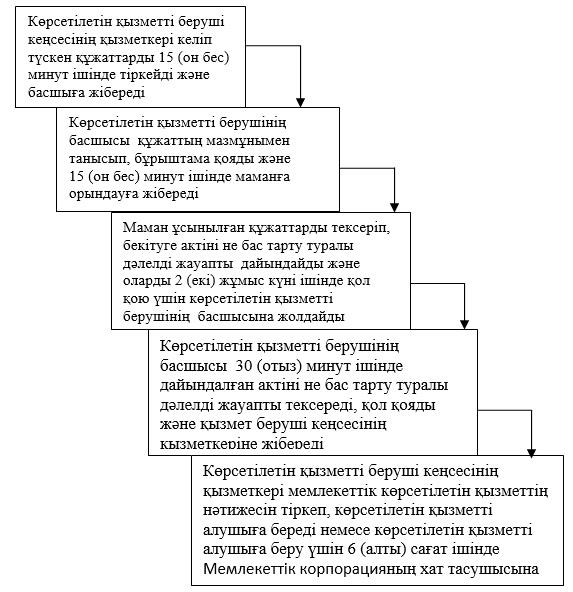 Көрсетілетін қызметті беруші
кеңсесінің қызметкері келіп
түскен құжаттарды 15 (он бес)
минут ішінде тіркейді және
басшыға жібереді
Көрсетілетін қызметті берушінің
басшысы құжаттың мазмұнымен
танысып, бұрыштама қояды және
15 (он бес) минут ішінде маманға
орындауға жібереді
Маман ұсынылған құжаттарды тексеріп,
бекітуге актіні не бас тарту туралы
дәлелді жауапты дайындайды және
оларды 2 (екі) жұмыс күні ішінде қол
қою үшін көрсетілетін қызметті
берушінің басшысына жолдайды
Көрсетілетін қызметті берушінің
басшысы 30 (отыз) минут ішінде
дайындалған актіні не бас тарту туралы
дәлелді жауапты тексереді, қол қояды
және қызмет беруші кеңсесінің
қызметкеріне жібереді
Көрсетілетін қызметті беруші кеңсесінің
қызметкері мемлекеттік көрсетілетін қызметтің
нәтижесін тіркеп, көрсетілетін қызметті
алушыға береді немесе көрсетілетін қызметті
алушыға беру үшін 6 (алты) сағат ішінде
Мемлекеттік корпорацияның хат тасушысына